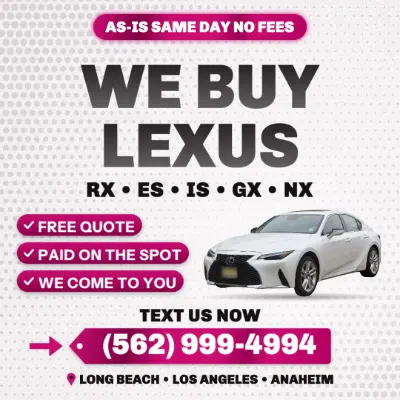 AS-IS SAME DAY NO FEES
WE BUY
LEXUS
RX • ES • IS • GX • NX
✓ FREE QUOTE
✓ PAID ON THE SPOT
✓ WE COME TO YOU
TEXT US NOW
(562) 999-4994
LONG BEACH • LOS ANGELES • ANAHEIM